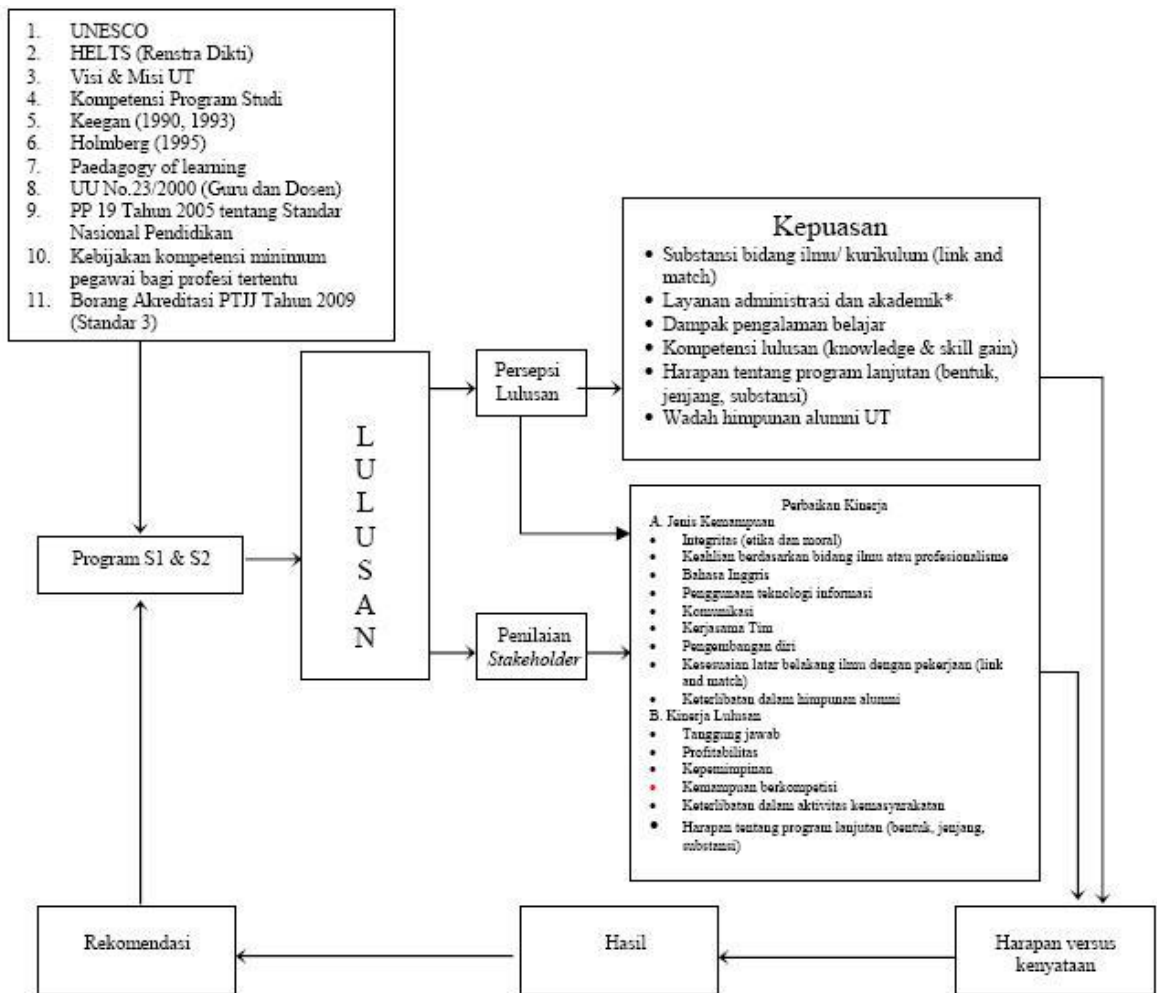 1. UNESCO
2. HELTS (Renstra Dikti)
3. Visi & Misi UT
4. Kompetensi Program Studi
5. Keegan (1990, 1993)
6. Holmberg (1995)
7. Paedagogy of learning
8. UU No.23/2000 (Guru dan Dosen)
9. PP 19 Tahun 2005 tentang Standar
Nasional Pendidikan
10. Kebijakan kompetensi minimum
pegawai bagi profesi tertentu
11. Borang Akreditasi PTJJ Tahun 2009
(Standar 3)
Program S1 & S2
LULUSAN
Persepsi
Lulusan
Penilaian
Stakeholder
Kepuasan
• Substansi bidang ilmu/ kurikulum (link and
match)
• Layanan administrasi dan akademik*
• Dampak pengalaman belajar
• Kompetensi lulusan (knowledge & skill gain)
• Harapan tentang program lanjutan (bentuk,
jenjang, substansi)
• Wadah himpunan alumni UT
Perbaikan Kinerja
A. Jenis Kemampuan
• Integritas (etika dan moral)
• Keahlian berdasarkan bidang ilmu atau profesionalisme
• Bahasa Inggris
• Penggunaan teknologi informasi
• Komunikasi
• Kerjasama Tim
• Pengembangan diri
• Kesesuaian latar belakang ilmu dengan pekerjaan (link
and match)
• Keterlibatan dalam himpunan alumni
B. Kinerja Lulusan
• Tanggung jawab
• Profitabilitas
• Kepemimpinan
• Kemampuan berkompetisi
• Keterlibatan dalam aktivitas kemasyarakatan
• Harapan tentang program lanjutan (bentuk, jenjang,
substansi)
Harapan versus
kenyataan
Hasil
Rekomendasi